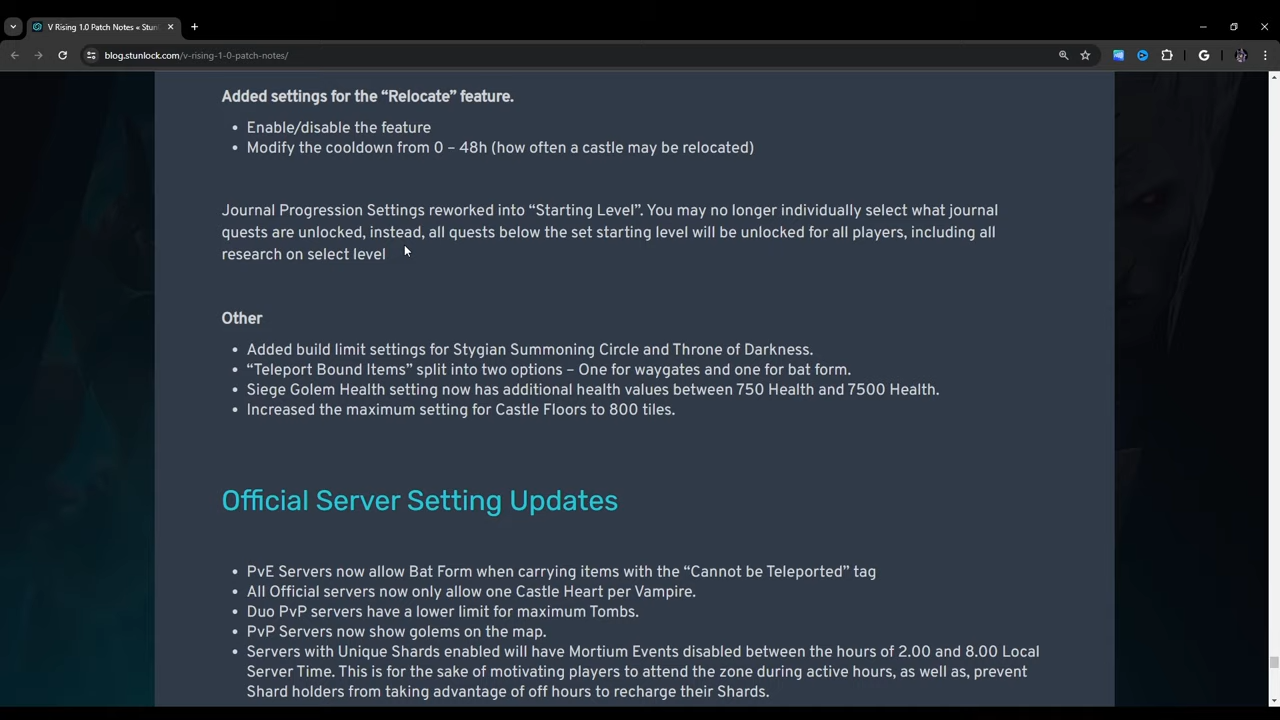 V Rising 1.0 Patch Notes « Stun
blog.stunlock.com/v-rising-1-0-patch-notes/
Added settings for the “Relocate” feature.
• Enable/disable the feature
• Modify the cooldown from 0 – 48h (how often a castle may be relocated)
Journal Progression Settings reworked into “Starting Level”. You may no longer individually select what journal
quests are unlocked, instead, all quests below the set starting level will be unlocked for all players, including all
research on select level
Other
• Added build limit settings for Stygian Summoning Circle and Throne of Darkness.
• “Teleport Bound Items” split into two options – One for waygates and one for bat form.
• Siege Golem Health setting now has additional health values between 750 Health and 7500 Health.
• Increased the maximum setting for Castle Floors to 800 tiles.
Official Server Setting Updates
• PvE Servers now allow Bat Form when carrying items with the “Cannot be Teleported” tag
• All Official servers now only allow one Castle Heart per Vampire.
• Duo PvP servers have a lower limit for maximum Tombs.
• PvP Servers now show golems on the map.
• Servers with Unique Shards enabled will have Mortium Events disabled between the hours of 2.00 and 8.00 Local
Server Time. This is for the sake of motivating players to attend the zone during active hours, as well as, prevent
Shard holders from taking advantage of off hours to recharge their Shards.